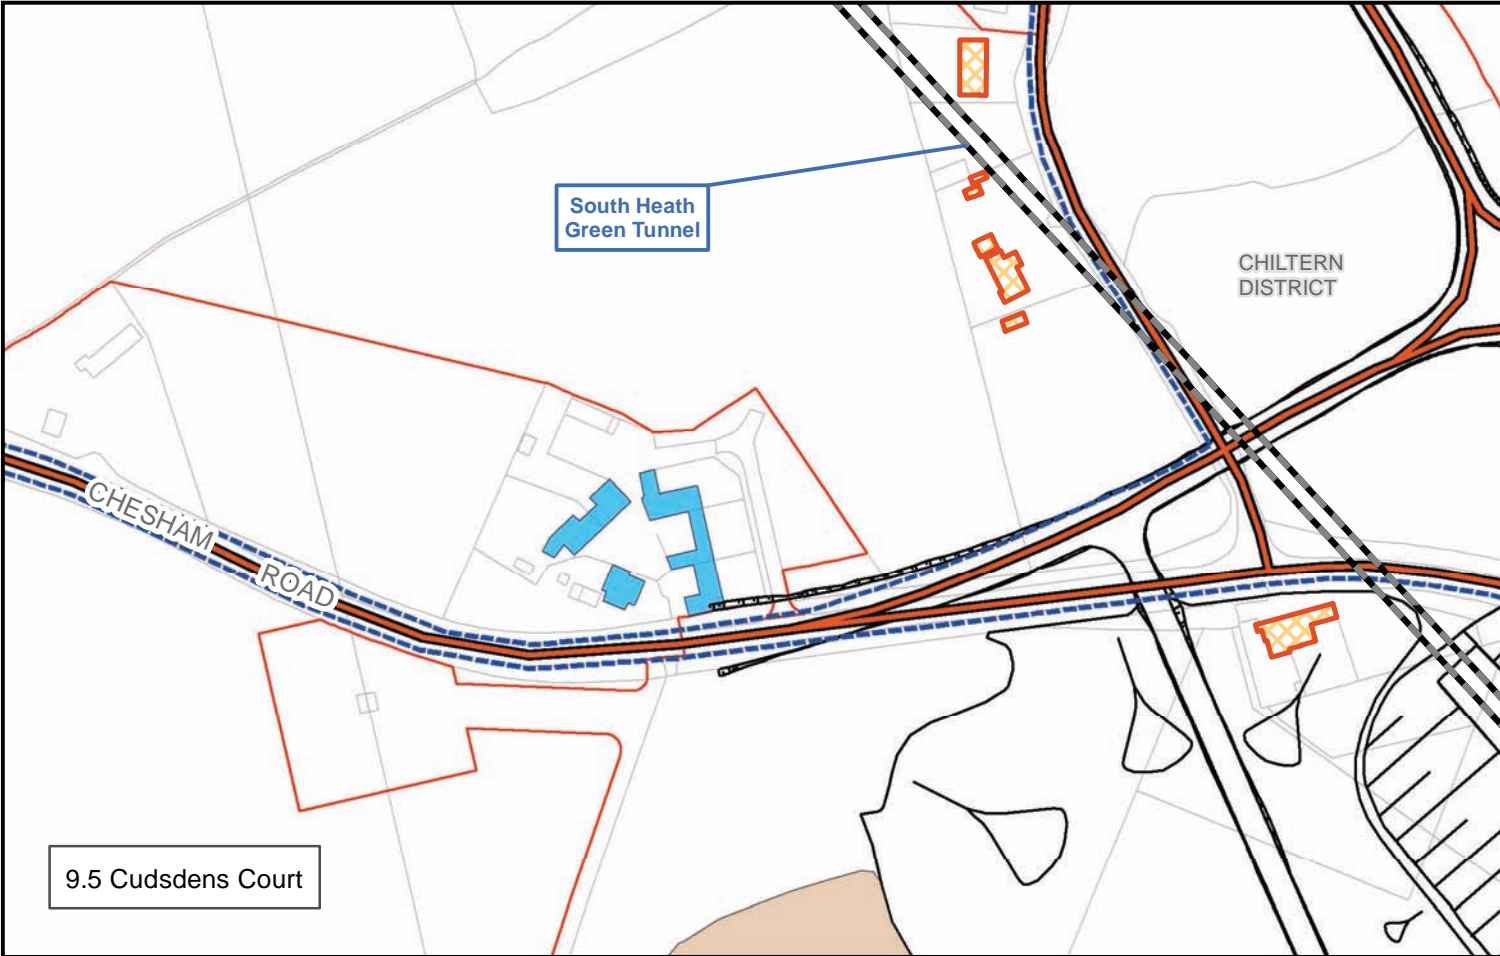 South Heath
Green Tunnel
CHILTERN
DISTRICT
CHESHAM
ROAD
9.5 Cudsdens Court